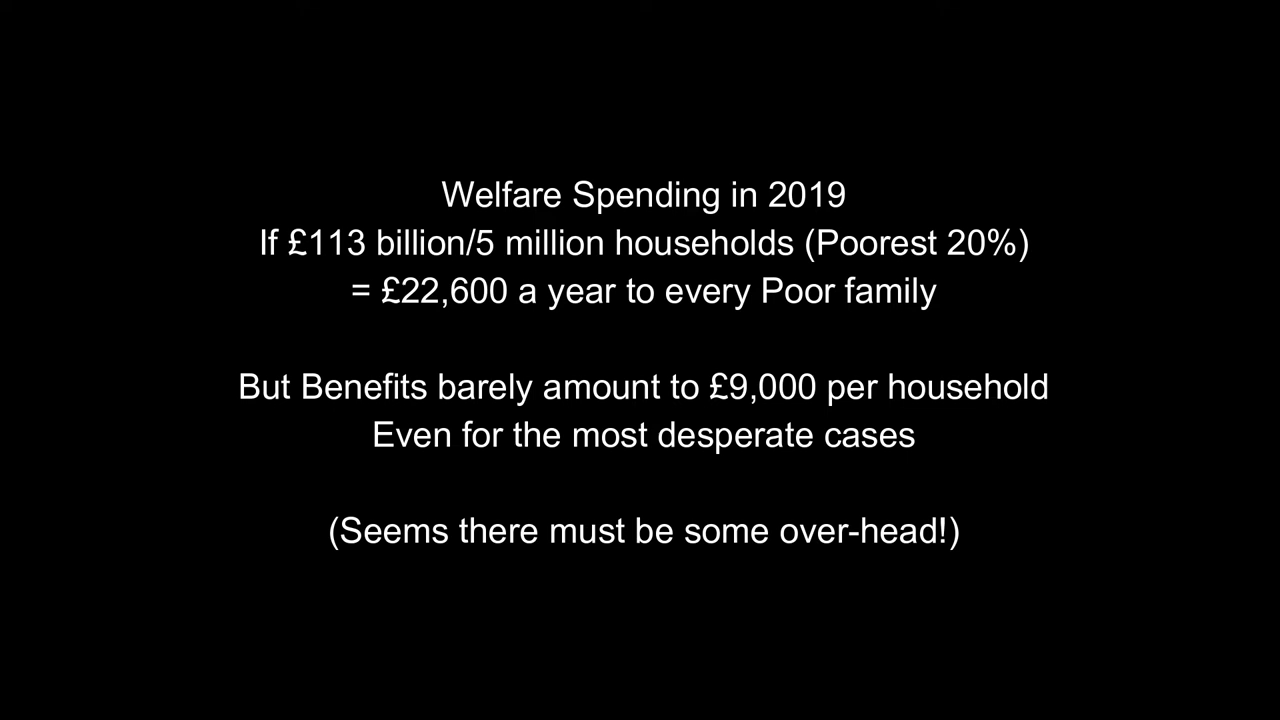 Welfare Spending in 2019
If £113 billion/5 million households (Poorest 20%)
= £22,600 a year to every Poor family
But Benefits barely amount to £9,000 per household
Even for the most desperate cases
(Seems there must be some over-head!)